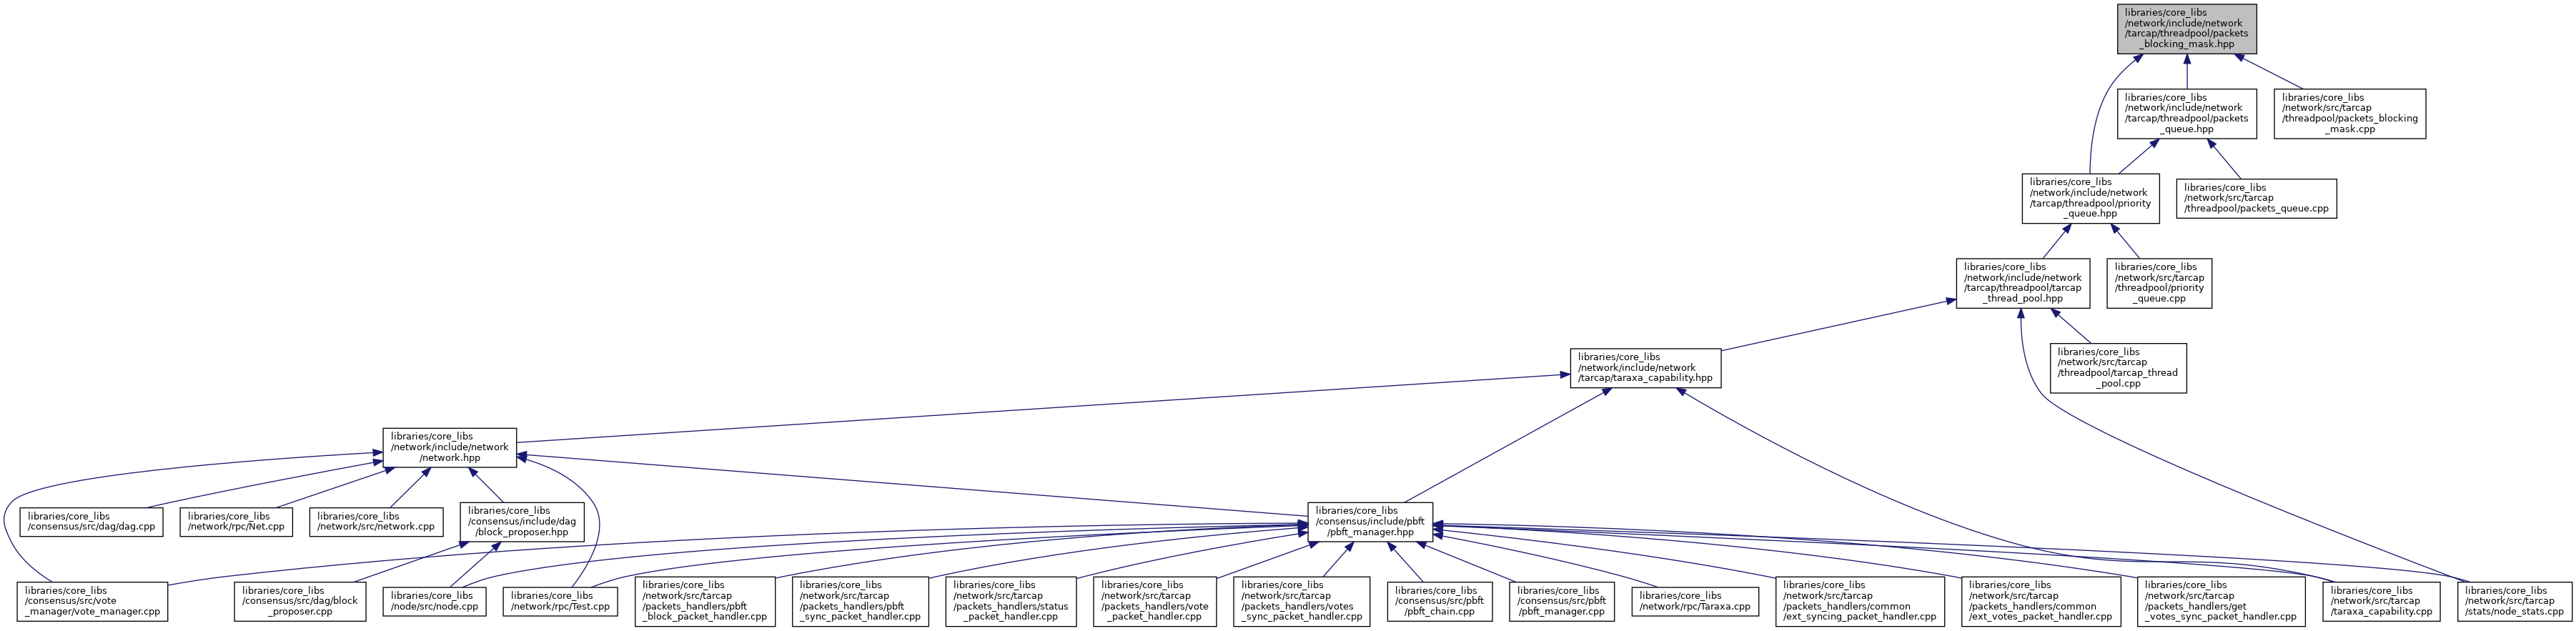 libraries/core_libs
/network/include/network
/tarcap/threadpool/packets
_blocking_mask.hpp
libraries/core_libs
/network/include/network
/tarcap/threadpool/packets
_queue.hpp
libraries/core_libs
/network/src/tarcap
/threadpool/packets_blocking
_mask.cpp
libraries/core_libs
/network/include/network
/tarcap/threadpool/priority
_queue.hpp
libraries/core_libs
/network/src/tarcap
/threadpool/packets_queue.cpp
libraries/core_libs
/network/include/network
/tarcap/threadpool/tarcap
_thread_pool.hpp
libraries/core_libs
/network/src/tarcap
/threadpool/priority
_queue.cpp
libraries/core_libs
/network/include/network
/tarcap/taraxa_capability.hpp
libraries/core_libs
/network/src/tarcap
/threadpool/tarcap_thread
_pool.cpp
libraries/core_libs
/network/include/network
/network.hpp
libraries/core_libs
/consensus/src/dag/dag.cpp
libraries/core_libs
/network/rpc/Net.cpp
libraries/core_libs
/network/src/network.cpp
libraries/core_libs
/consensus/include/dag
/block_proposer.hpp
libraries/core_libs
/consensus/include/pbft
/pbft_manager.hpp
libraries/core_libs
/consensus/src/vote
_manager/vote_manager.cpp
libraries/core_libs
/consensus/src/dag/block
_proposer.cpp
libraries/core_libs
/node/src/node.cpp
libraries/core_libs
/network/rpc/Test.cpp
libraries/core_libs
/network/src/tarcap
/packets_handlers/pbft
_block_packet_handler.cpp
libraries/core_libs
/network/src/tarcap
/packets_handlers/pbft
_sync_packet_handler.cpp
libraries/core_libs
/network/src/tarcap
/packets_handlers/status
_packet_handler.cpp
libraries/core_libs
/network/src/tarcap
/packets_handlers/vote
_packet_handler.cpp
libraries/core_libs
/network/src/tarcap
/packets_handlers/votes
_sync_packet_handler.cpp
libraries/core_libs
/consensus/src/pbft
/pbft_chain.cpp
libraries/core_libs
/consensus/src/pbft
/pbft_manager.cpp
libraries/core_libs
/network/rpc/Taraxa.cpp
libraries/core_libs
/network/src/tarcap
/packets_handlers/common
/ext_syncing_packet_handler.cpp
libraries/core_libs
/network/src/tarcap
/packets_handlers/common
/ext_votes_packet_handler.cpp
libraries/core_libs
/network/src/tarcap
/packets_handlers/get
_votes_sync_packet_handler.cpp
libraries/core_libs
/network/src/tarcap
/taraxa_capability.cpp
libraries/core_libs
/network/src/tarcap
/stats/node_stats.cpp